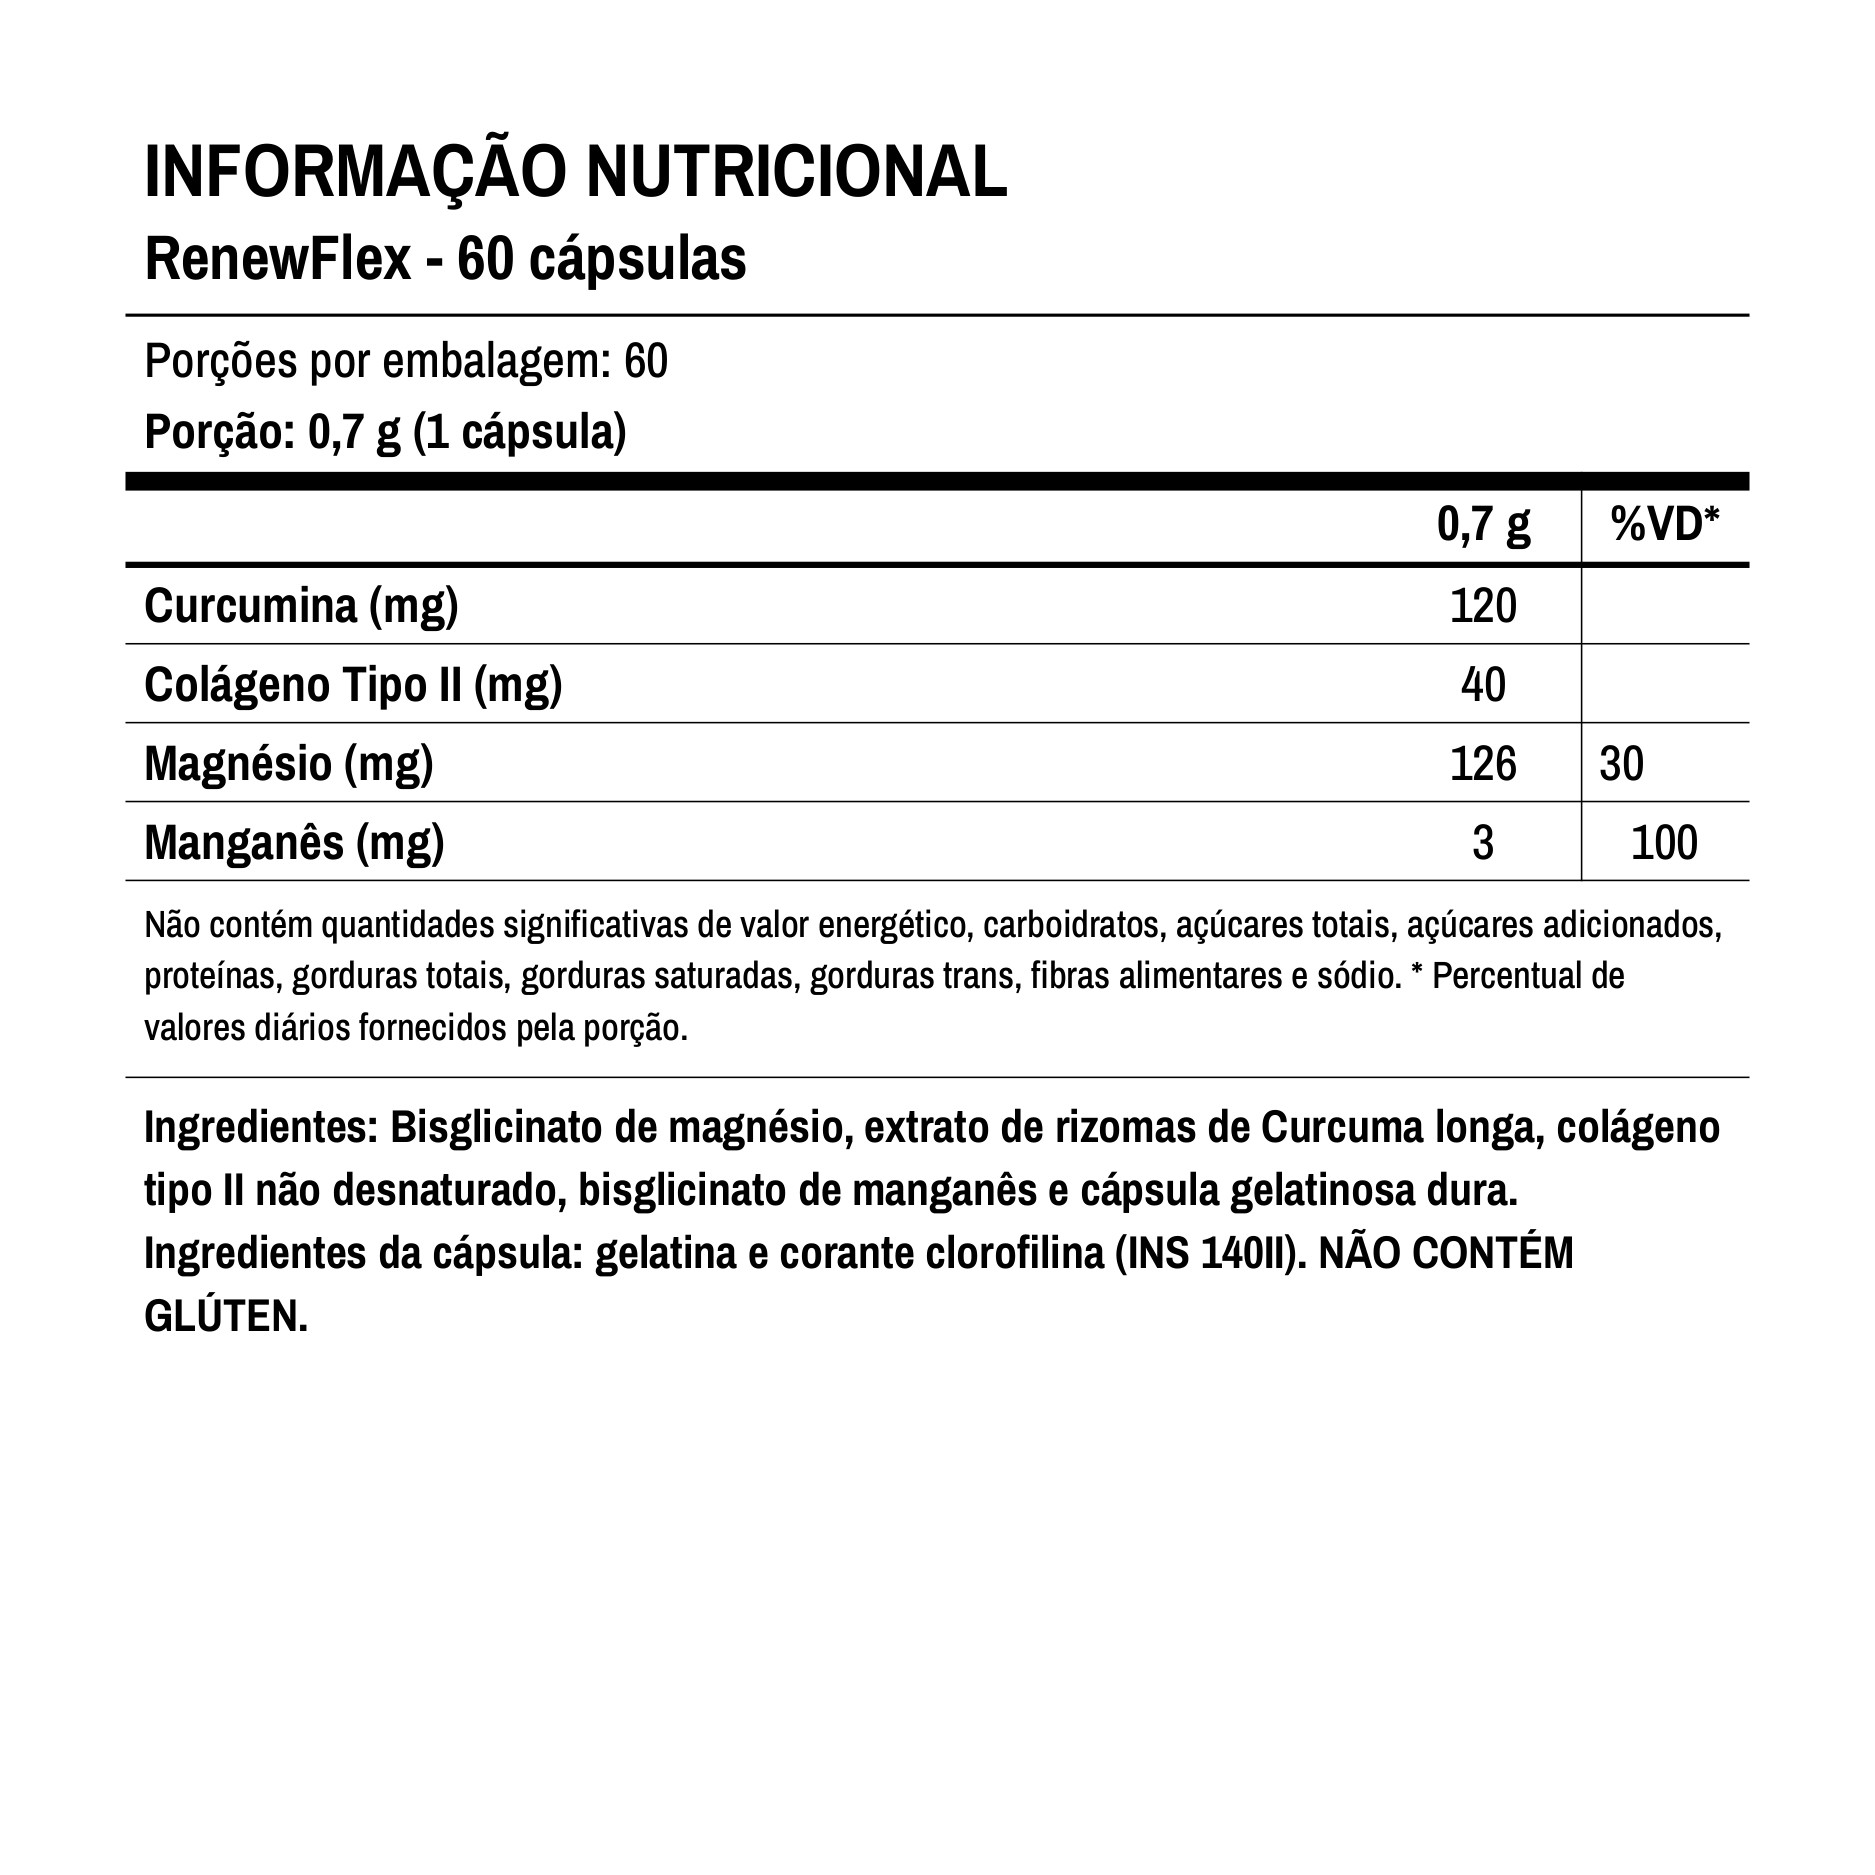 INFORMAÇÃO NUTRICIONAL
RenewFlex - 60 cápsulas
Porções por embalagem: 60
Porção: 0,7 g (1 cápsula)
0,7 g %VD*
Curcumina (mg) 120
Colágeno Tipo II (mg) 40
Magnésio (mg) 126 30
Manganês (mg) 3 100
Não contém quantidades significativas de valor energético, carboidratos, açúcares totais, açúcares adicionados,
proteínas, gorduras totais, gorduras saturadas, gorduras trans, fibras alimentares e sódio. * Percentual de
valores diários fornecidos pela porção.
Ingredientes: Bisglicinato de magnésio, extrato de rizomas de Curcuma longa, colágeno
tipo II não desnaturado, bisglicinato de manganês e cápsula gelatinosa dura.
Ingredientes da cápsula: gelatina e corante clorofilina (INS 140II). NÃO CONTÉM
GLÚTEN.